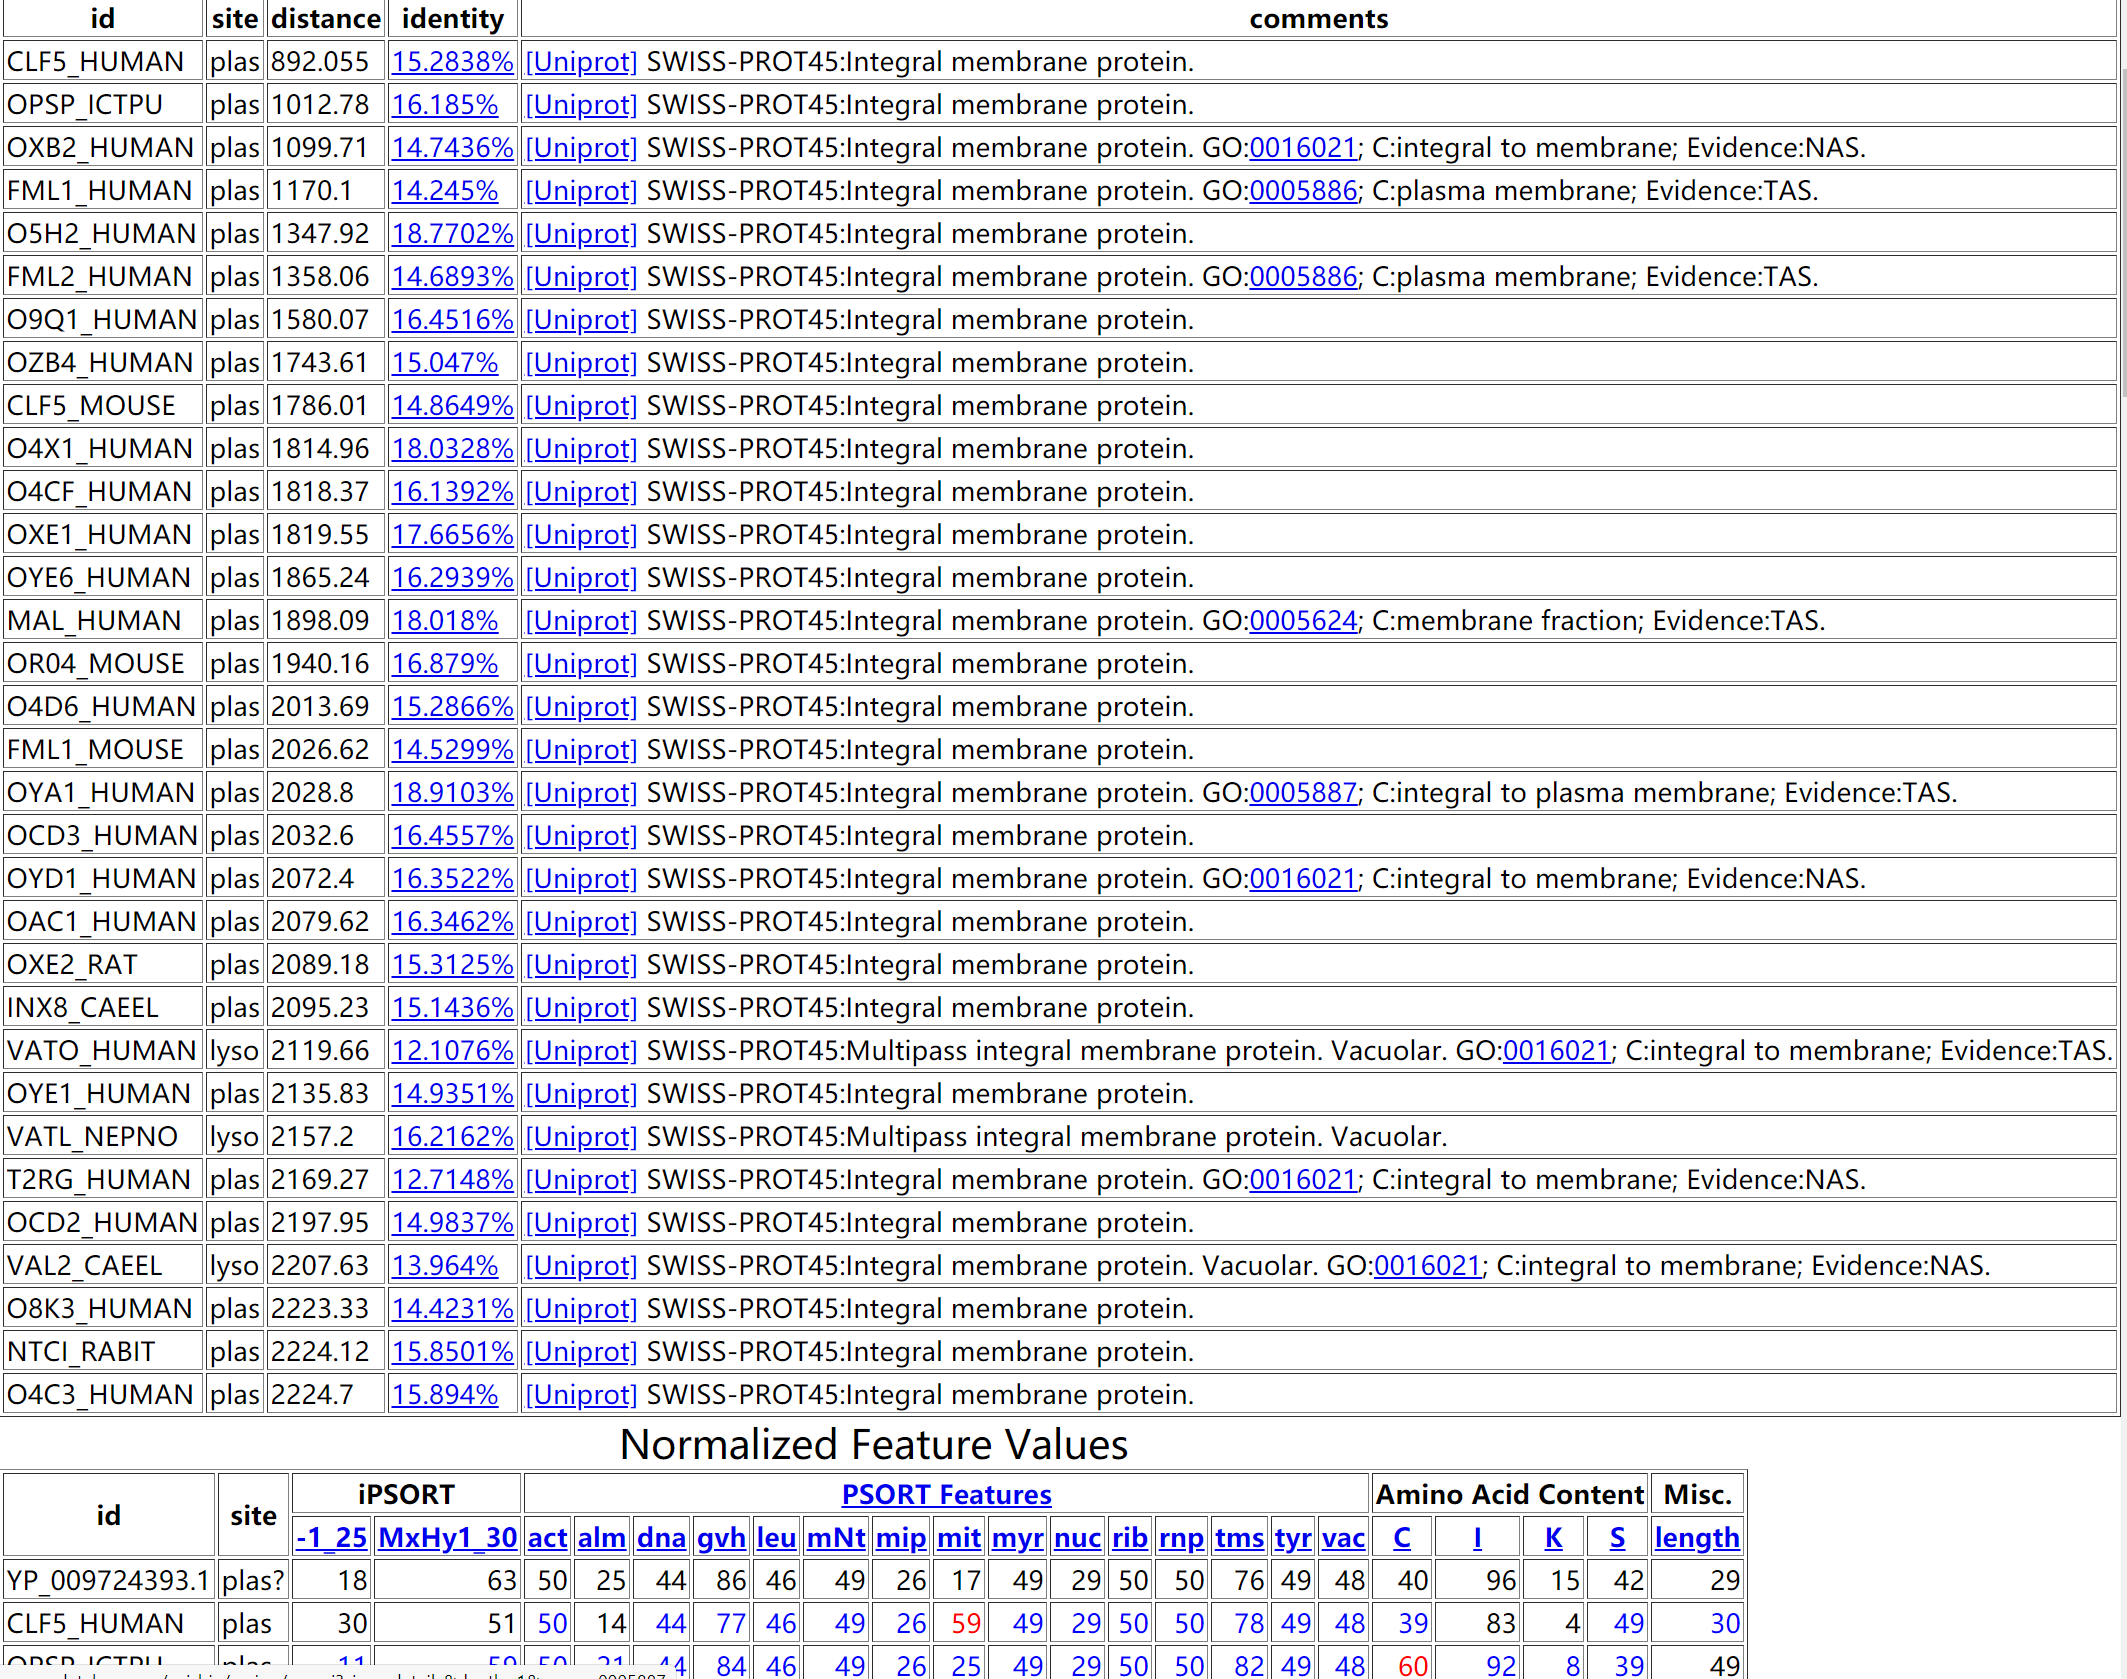 id site distance identity comments
CLF5_HUMAN plas 892.055 15.2838% [Uniprot] SWISS-PROT45:Integral membrane protein.
OPSP_ICTPU plas 1012.78 16.185% [Uniprot] SWISS-PROT45:Integral membrane protein.
OXB2_HUMAN plas 1099.71 14.7436% [Uniprot] SWISS-PROT45:Integral membrane protein. GO:0016021; C:integral to membrane; Evidence:NAS.
FML1_HUMAN plas 1170.1 14.245% [Uniprot] SWISS-PROT45:Integral membrane protein. GO:0005886; C:plasma membrane; Evidence:TAS.
O5H2_HUMAN plas 1347.92 18.7702% [Uniprot] SWISS-PROT45:Integral membrane protein.
FML2_HUMAN plas 1358.06 14.6893% [Uniprot] SWISS-PROT45:Integral membrane protein. GO:0005886; C:plasma membrane; Evidence:TAS.
O9Q1_HUMAN plas 1580.07 16.4516% [Uniprot] SWISS-PROT45:Integral membrane protein.
OZB4_HUMAN plas 1743.61 15.047% [Uniprot] SWISS-PROT45:Integral membrane protein.
CLF5_MOUSE plas 1786.01 14.8649% [Uniprot] SWISS-PROT45:Integral membrane protein.
O4X1_HUMAN plas 1814.96 18.0328% [Uniprot] SWISS-PROT45:Integral membrane protein.
O4CF_HUMAN plas 1818.37 16.1392% [Uniprot] SWISS-PROT45:Integral membrane protein.
OXE1_HUMAN plas 1819.55 17.6656% [Uniprot] SWISS-PROT45:Integral membrane protein.
OYE6_HUMAN plas 1865.24 16.2939% [Uniprot] SWISS-PROT45:Integral membrane protein.
MAL_HUMAN plas 1898.09 18.018% [Uniprot] SWISS-PROT45:Integral membrane protein. GO:0005624; C:membrane fraction; Evidence:TAS.
OR04_MOUSE plas 1940.16 16.879% [Uniprot] SWISS-PROT45:Integral membrane protein.
O4D6_HUMAN plas 2013.69 15.2866% [Uniprot] SWISS-PROT45:Integral membrane protein.
FML1_MOUSE plas 2026.62 14.5299% [Uniprot] SWISS-PROT45:Integral membrane protein.
OYA1_HUMAN plas 2028.8 18.9103% [Uniprot] SWISS-PROT45:Integral membrane protein. GO:0005887; C:integral to plasma membrane; Evidence:TAS.
OCD3_HUMAN plas 2032.6 16.4557% [Uniprot] SWISS-PROT45:Integral membrane protein.
OYD1_HUMAN plas 2072.4 16.3522% [Uniprot] SWISS-PROT45:Integral membrane protein. GO:0016021; C:integral to membrane; Evidence:NAS.
OAC1_HUMAN plas 2079.62 16.3462% [Uniprot] SWISS-PROT45:Integral membrane protein.
OXE2_RAT plas 2089.18 15.3125% [Uniprot] SWISS-PROT45:Integral membrane protein.
INX8_CAEEL plas 2095.23 15.1436% [Uniprot] SWISS-PROT45:Integral membrane protein.
VATO_HUMAN lyso 2119.66 12.1076% [Uniprot] SWISS-PROT45:Multipass integral membrane protein. Vacuolar. GO:0016021; C:integral to membrane; Evidence:TAS.
OYE1_HUMAN plas 2135.83 14.9351% [Uniprot] SWISS-PROT45:Integral membrane protein.
VATL_NEPNO lyso 2157.2 16.2162% [Uniprot] SWISS-PROT45:Multipass integral membrane protein. Vacuolar.
T2RG_HUMAN plas 2169.27 12.7148% [Uniprot] SWISS-PROT45:Integral membrane protein. GO:0016021; C:integral to membrane; Evidence:NAS.
OCD2_HUMAN plas 2197.95 14.9837% [Uniprot] SWISS-PROT45:Integral membrane protein.
VAL2_CAEEL lyso 2207.63 13.964% [Uniprot] SWISS-PROT45:Integral membrane protein. Vacuolar. GO:0016021; C:integral to membrane; Evidence:NAS.
O8K3_HUMAN plas 2223.33 14.4231% [Uniprot] SWISS-PROT45:Integral membrane protein.
NTCI_RABIT plas 2224.12 15.8501% [Uniprot] SWISS-PROT45:Integral membrane protein.
O4C3_HUMAN plas 2224.7 15.894% [Uniprot] SWISS-PROT45:Integral membrane protein.
Normalized Feature Values
id site iPSORT PSORT Features Amino Acid Content Misc.
-1_25 MxHy1_30 act alm dna gvh leu mNt mip mit myr nuc rib rnp tms tyr vac C I K S length
YP_009724393.1 plas? 18 63 50 25 44 86 46 49 26 17 49 29 50 50 76 49 48 40 96 15 42 29
CLF5_HUMAN plas 30 51 50 14 44 77 46 49 26 59 49 29 50 50 78 49 48 39 83 4 49 30
84 46 49 26 25 49 29 50 50 82 49 48 60 92 8 39 49